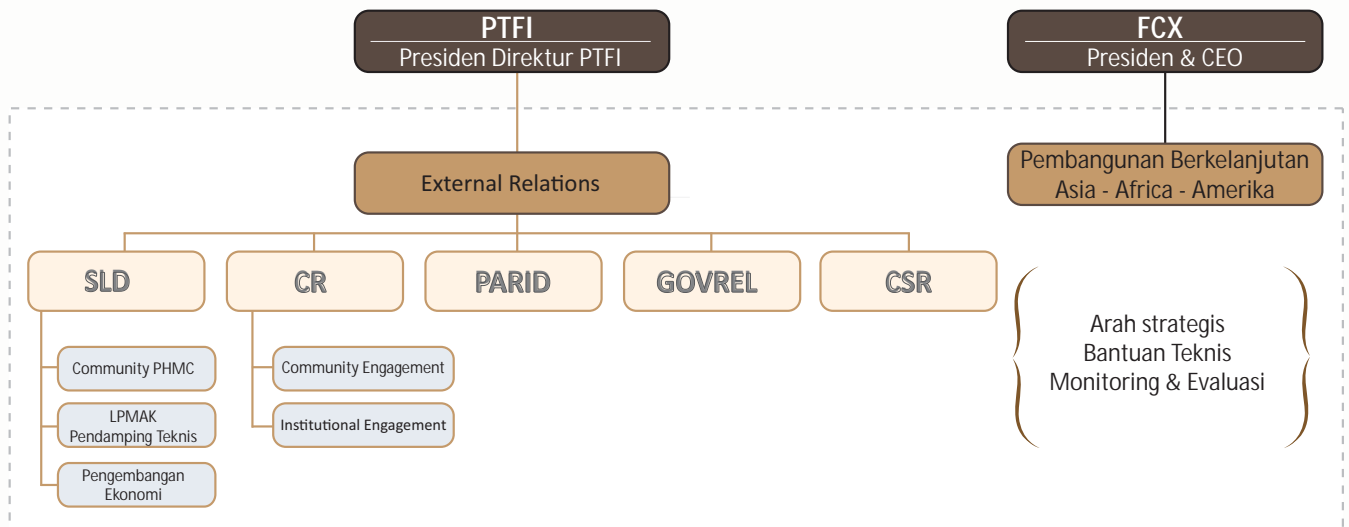 PTFI
Presiden Direktur PTFI
FCX
Presiden & CEO
External Relations
Pembangunan Berkelanjutan
Asia - Africa - Amerika
SLD
CR
PARID
GOVREL
CSR
Community PHMC
LPMAK
Pendamping Teknis
Pengembangan
Ekonomi
Community Engagement
Institutional Engagement
Arah strategis
Bantuan Teknis
Monitoring & Evaluasi